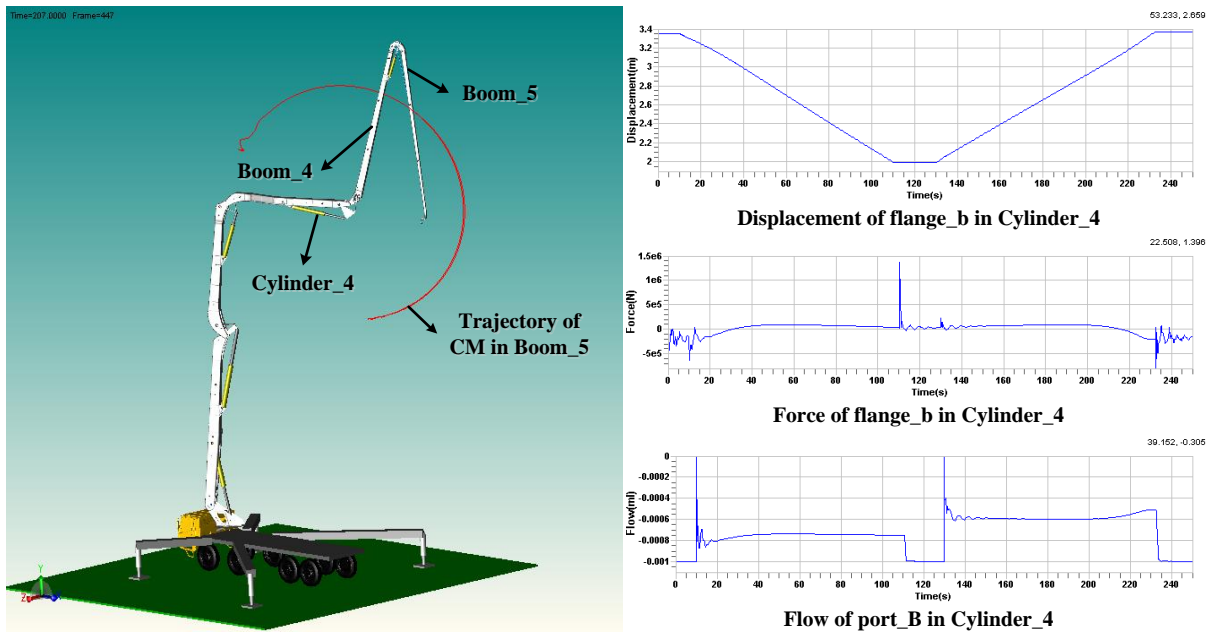 Time=207.0000 Frame=447
Boom_5
Boom_4
Cylinder_4
Trajectory of
CM in Boom_5
Z
Y
53.233, 2.659
Displacement(m)
3.4
3.2
3
2.8
2.6
2.4
2.2
2
0 20 40 60 80 100 120 140 160 180 200 220 240
Time(s)
Displacement of flange_b in Cylinder_4
22.508, 1.396
Force(N)
1.5e6
1e6
5e5
0
-5e5
0 20 40 60 80 100 120 140 160 180 200 220 240
Time(s)
Force of flange_b in Cylinder_4
39.152, -0.305
Flow(ml)
0
-0.0002
-0.0004
-0.0006
-0.0008
-0.001
0 20 40 60 80 100 120 140 160 180 200 220 240
Time(s)
Flow of port_B in Cylinder_4